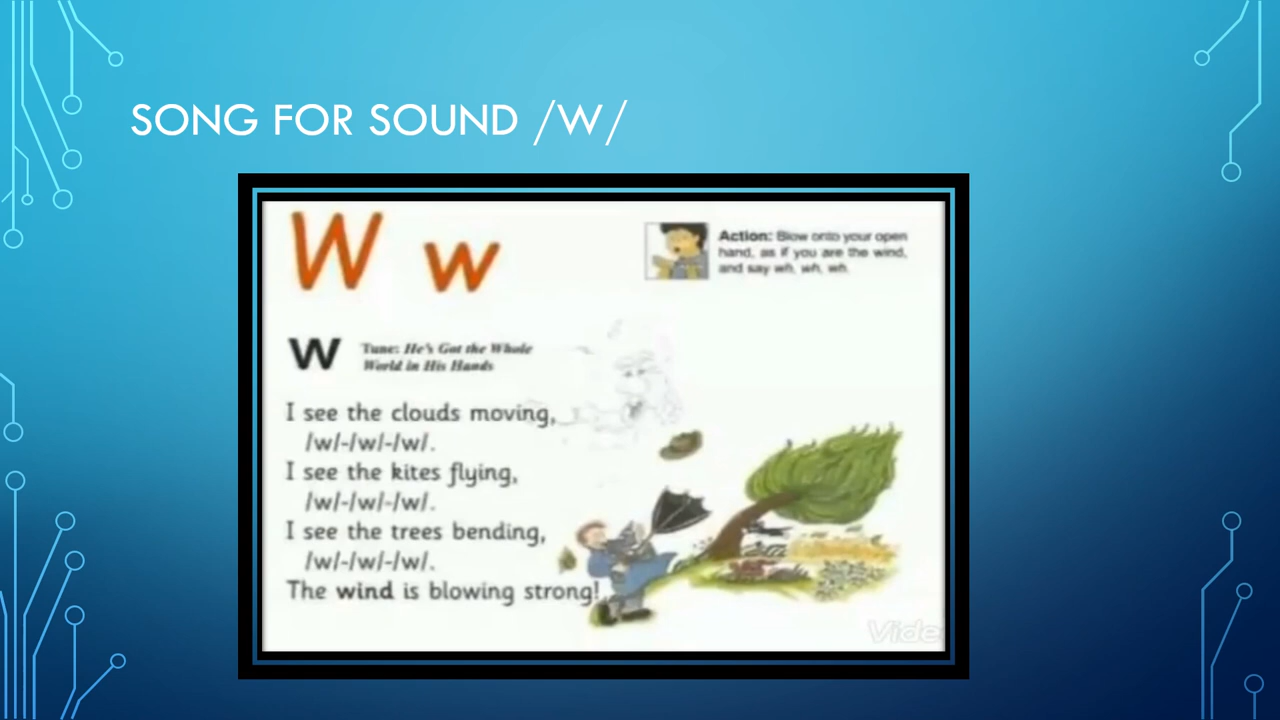 SONG FOR SOUND /W/
W w
Action: Blow onto your open
hand, as if you are the wind,
and say wh, wh, wh.
w
Tune: He's Got the Whole
World in His Hands
I see the clouds moving,
/w/-/w/-/w/.
I see the kites flying,
/w/-/w/-/w/.
I see the trees bending,
/w/-/w/-/w/.
The wind is blowing strong!
Vide